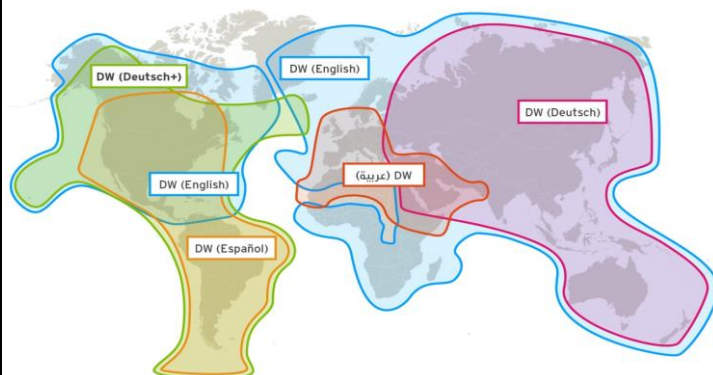 DW (English)
DW (Deutsch+)
DW (Deutsch)
DW (عربية)
DW (English)
DW (Español)